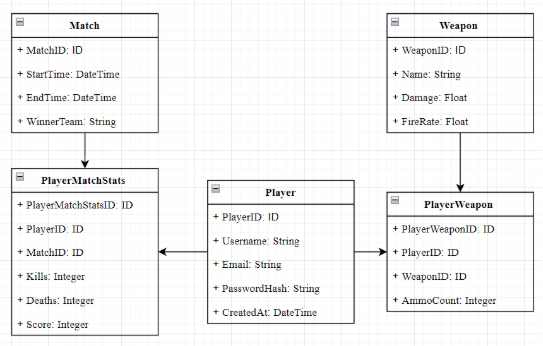 Match
+ MatchID: ID
+ StartTime: DateTime
+ EndTime: DateTime
+ WinnerTeam: String
Weapon
+ WeaponID: ID
+ Name: String
+ Damage: Float
+ FireRate: Float
PlayerMatchStats
+ PlayerMatchStatsID: ID
+ PlayerID: ID
+ MatchID: ID
+ Kills: Integer
+ Deaths: Integer
+ Score: Integer
Player
+ PlayerID: ID
+ Username: String
+ Email: String
+ PasswordHash: String
+ CreatedAt: DateTime
PlayerWeapon
+ PlayerWeaponID: ID
+ PlayerID: ID
+ WeaponID: ID
+ AmmoCount: Integer